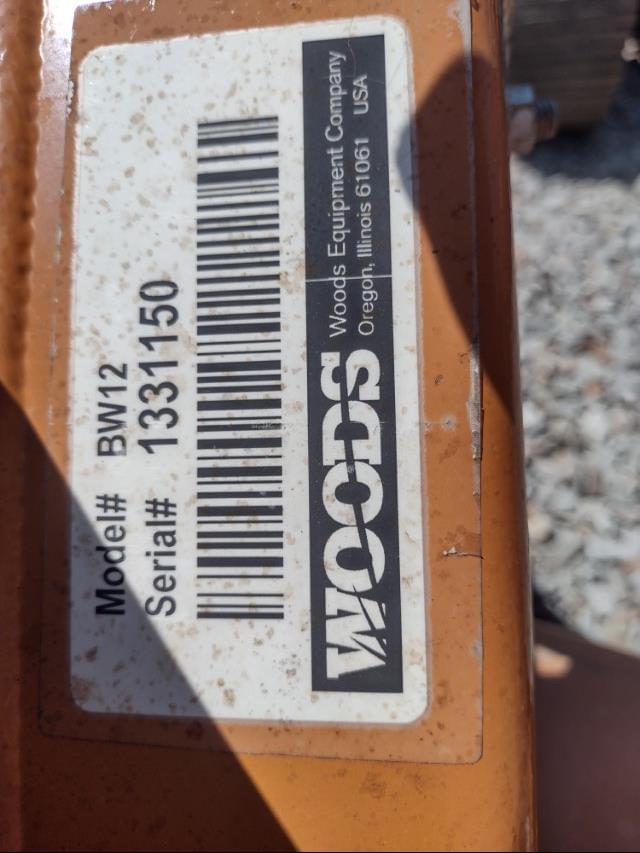 Model# BW12
Serial# 1331150
WOODS
Woods Equipment Company
Oregon, Illinois 61061 USA